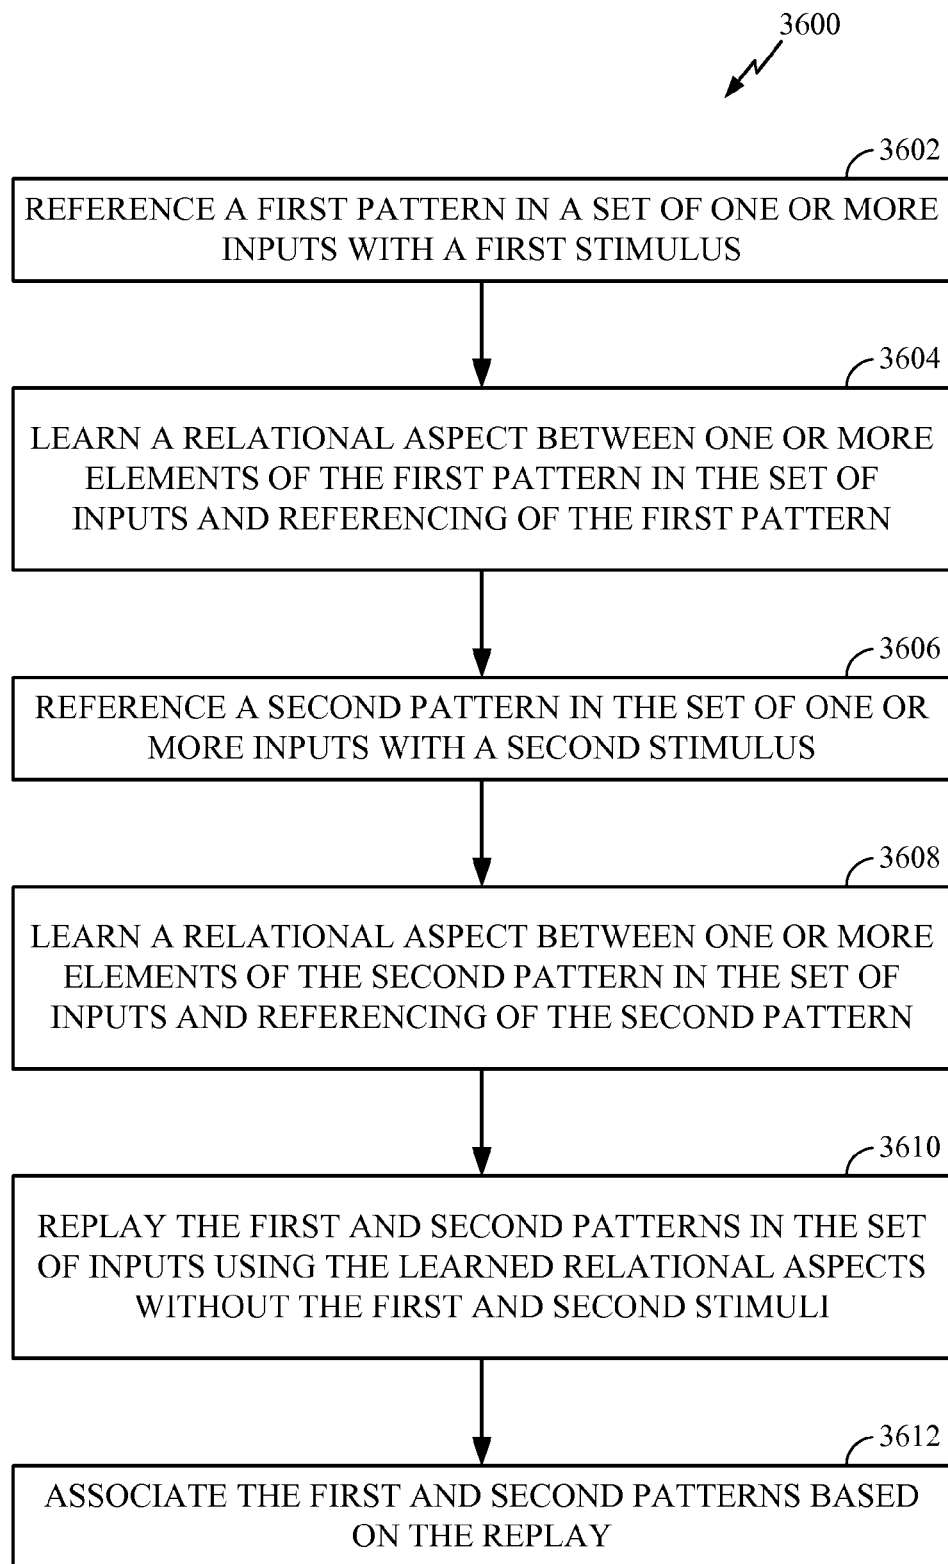 3600
3602
REFERENCE A FIRST PATTERN IN A SET OF ONE OR MORE
INPUTS WITH A FIRST STIMULUS
3604
LEARN A RELATIONAL ASPECT BETWEEN ONE OR MORE
ELEMENTS OF THE FIRST PATTERN IN THE SET OF
INPUTS AND REFERENCING OF THE FIRST PATTERN
3606
REFERENCE A SECOND PATTERN IN THE SET OF ONE OR
MORE INPUTS WITH A SECOND STIMULUS
3608
LEARN A RELATIONAL ASPECT BETWEEN ONE OR MORE
ELEMENTS OF THE SECOND PATTERN IN THE SET OF
INPUTS AND REFERENCING OF THE SECOND PATTERN
3610
REPLAY THE FIRST AND SECOND PATTERNS IN THE SET
OF INPUTS USING THE LEARNED RELATIONAL ASPECTS
WITHOUT THE FIRST AND SECOND STIMULI
3612
ASSOCIATE THE FIRST AND SECOND PATTERNS BASED
ON THE REPLAY